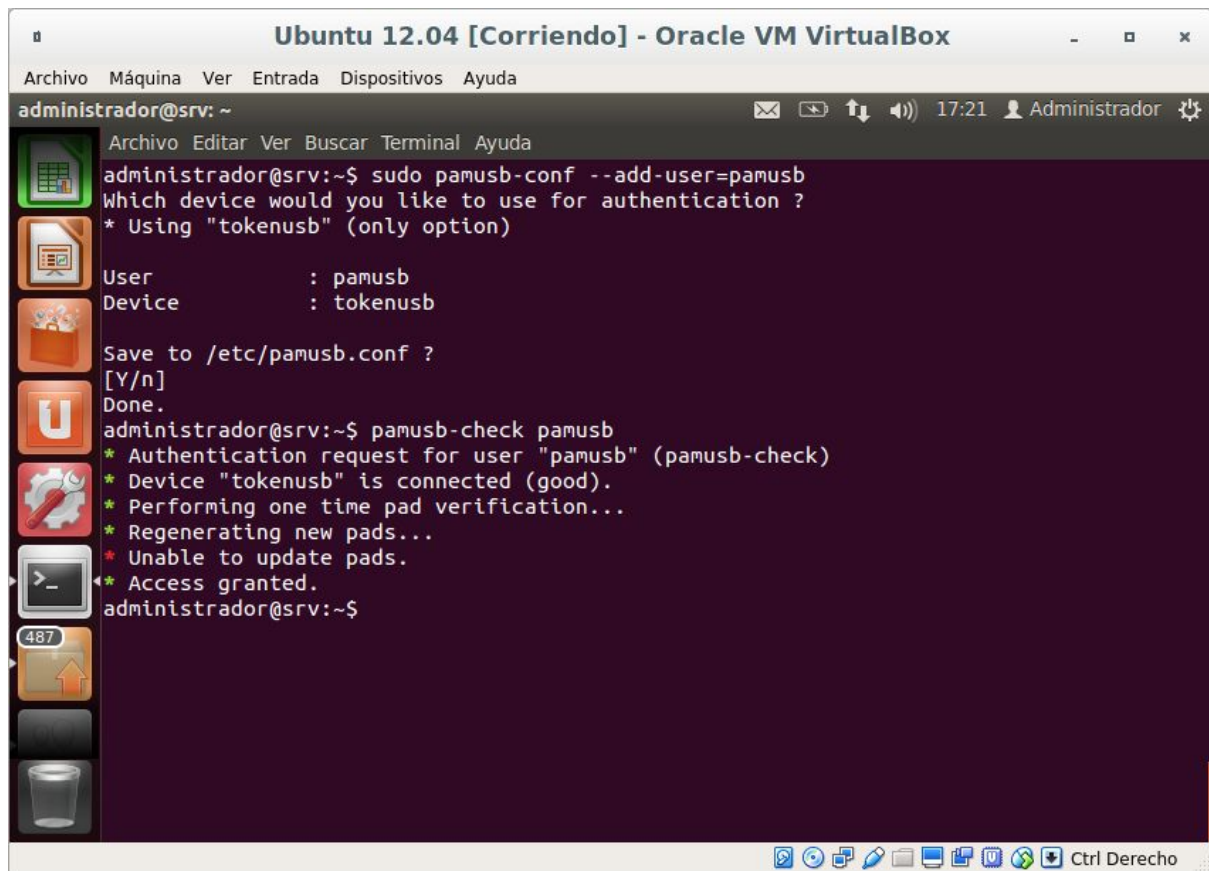 Ubuntu 12.04 [Corriendo] - Oracle VM VirtualBox
Archivo Máquina Ver Entrada Dispositivos Ayuda
administrador@srv: ~ 17:21 Administrador
Archivo Editar Ver Buscar Terminal Ayuda
administrador@srv:~$ sudo pamusb-conf --add-user=pamusb
Which device would you like to use for authentication ?
* Using "tokenusb" (only option)
User : pamusb
Device : tokenusb
Save to /etc/pamusb.conf ?
[Y/n]
Done.
administrador@srv:~$ pamusb-check pamusb
* Authentication request for user "pamusb" (pamusb-check)
* Device "tokenusb" is connected (good).
* Performing one time pad verification...
* Regenerating new pads...
* Unable to update pads.
* Access granted.
administrador@srv:~$
487
Ctrl Derecho